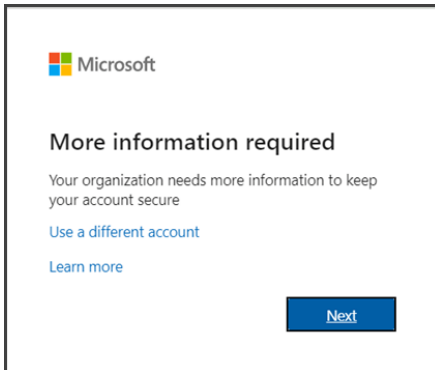 Microsoft
More information required
Your organization needs more information to keep
your account secure
Use a different account
Learn more
Next